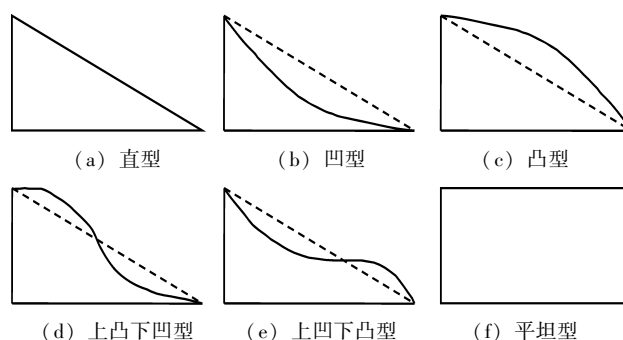 (a) 直型
(b) 凹型
(c) 凸型
(d) 上凸下凹型
(e) 上凹下凸型
(f) 平坦型